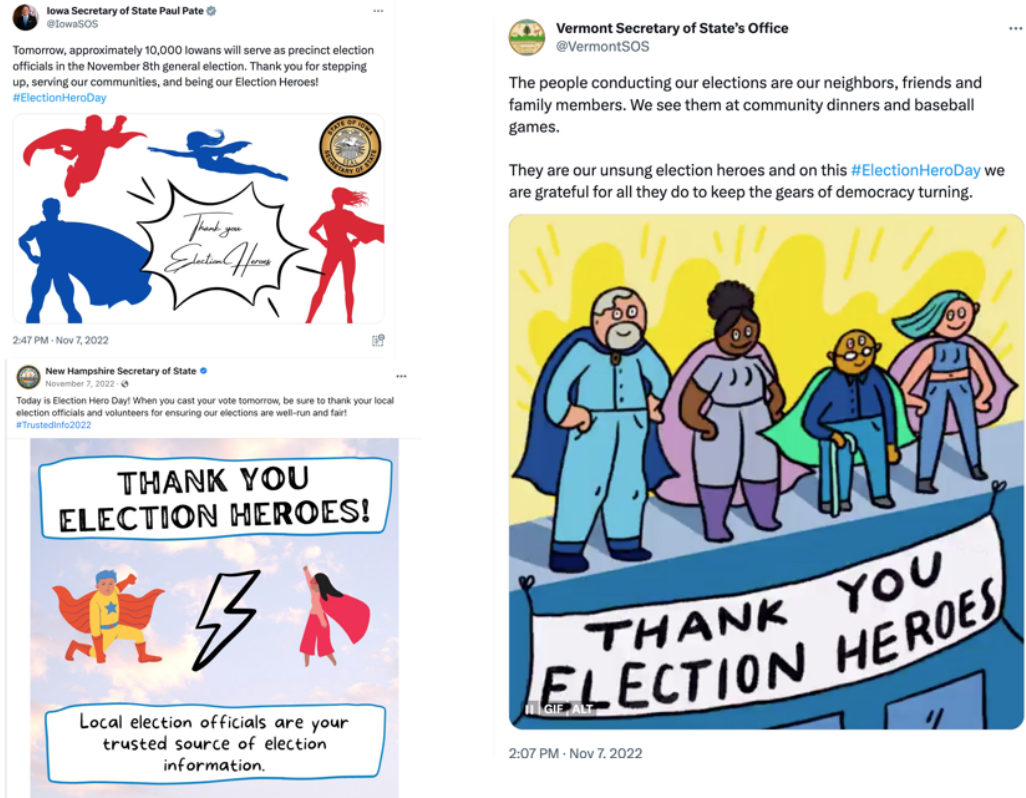 Iowa Secretary of State Paul Pate
@IowaSOS
Tomorrow, approximately 10,000 Iowans will serve as precinct election
officials in the November 8th general election. Thank you for stepping
up, serving our communities, and being our Election Heroes!
#ElectionHeroDay
STATE OF IOWA
SEAL
SECRETARY OF STATE
Thank you
Election Heroes
2:47 PM · Nov 7, 2022
New Hampshire Secretary of State
November 7, 2022 ·
Today is Election Hero Day! When you cast your vote tomorrow, be sure to thank your local
election officials and volunteers for ensuring our elections are well-run and fair!
#TrustedInfo2022
THANK YOU
ELECTION HEROES!
Local election officials are your
trusted source of election
information.
Vermont Secretary of State's Office
@VermontSOS
The people conducting our elections are our neighbors, friends and
family members. We see them at community dinners and baseball
games.
They are our unsung election heroes and on this #ElectionHeroDay we
are grateful for all they do to keep the gears of democracy turning.
THANK YOU
ELECTION HEROES
GIF ALT
2:07 PM · Nov 7, 2022